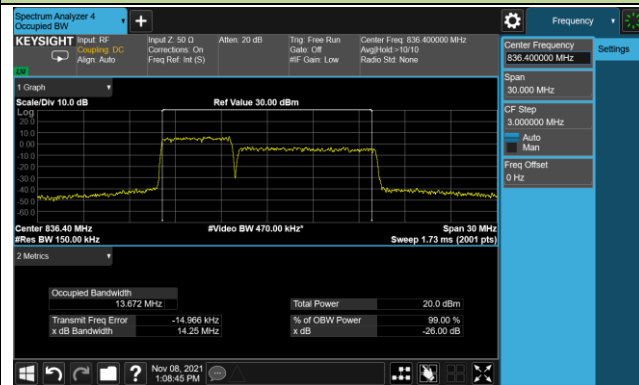 Spectrum Analyzer 4
Occupied BW
Frequency
KEYSIGHT
Input: RF
Coupling: DC
Align: Auto
Input Z: 50 Ω
Corrections: On
Freq Ref: Int (S)
Atten: 20 dB
Trig: Free Run
Gate: Off
#IF Gain: Low
Center Freq: 836.400000 MHz
Avg|Hold:>10/10
Radio Std: None
Center Frequency
836.400000 MHz
Settings
Span
30.000 MHz
CF Step
3.000000 MHz
Auto
Man
Freq Offset
0 Hz
1 Graph
Scale/Div 10.0 dB
Ref Value 30.00 dBm
Log
20.0
10.0
0.00
-10.0
-20.0
-30.0
-40.0
-50.0
-60.0
Center 836.40 MHz
#Video BW 470.00 kHz*
Span 30 MHz
#Res BW 150.00 kHz
Sweep 1.73 ms (2001 pts)
2 Metrics
Occupied Bandwidth
13.672 MHz
Total Power 20.0 dBm
Transmit Freq Error -14.966 kHz
% of OBW Power 99.00 %
x dB Bandwidth 14.25 MHz
x dB -26.00 dB
Nov 08, 2021
1:08:45 PM